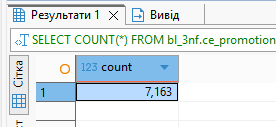 Результати 1
Вивід
SELECT COUNT(*) FROM bl_3nf.ce_promotion
Сітка
123 count
1
7,163